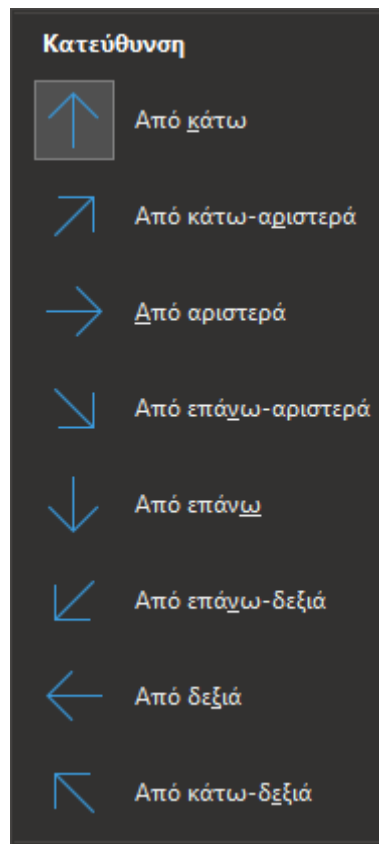 Κατεύθυνση
Από κάτω
Από κάτω-αριστερά
Από αριστερά
Από επάνω-αριστερά
Από επάνω
Από επάνω-δεξιά
Από δεξιά
Από κάτω-δεξιά